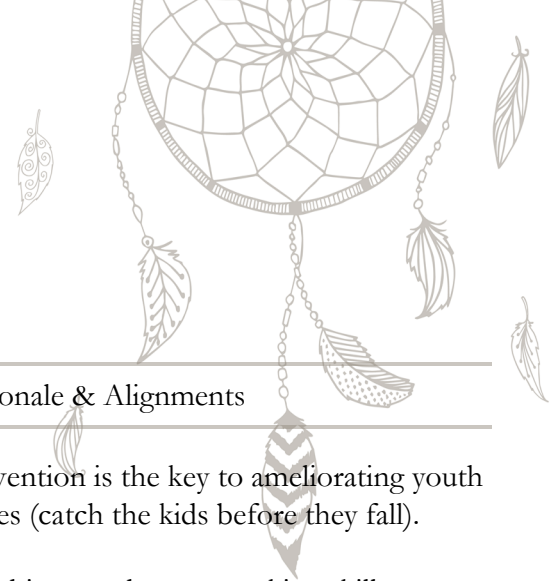 onale & Alignments
vention is the key to ameliorating youth
es (catch the kids before they fall).